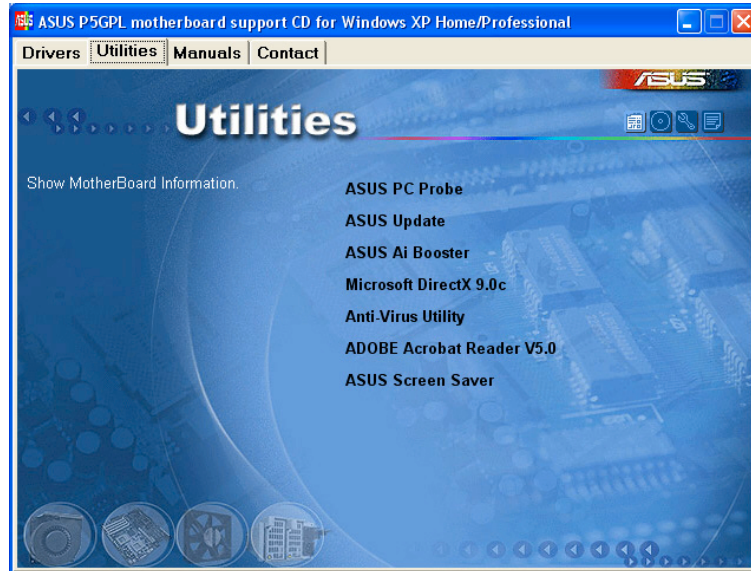 ASUS P5GPL motherboard support CD for Windows XP Home/Professional
Drivers Utilities Manuals Contact
ASUS
Utilities
Show MotherBoard Information.
ASUS PC Probe
ASUS Update
ASUS Ai Booster
Microsoft DirectX 9.0c
Anti-Virus Utility
ADOBE Acrobat Reader V5.0
ASUS Screen Saver